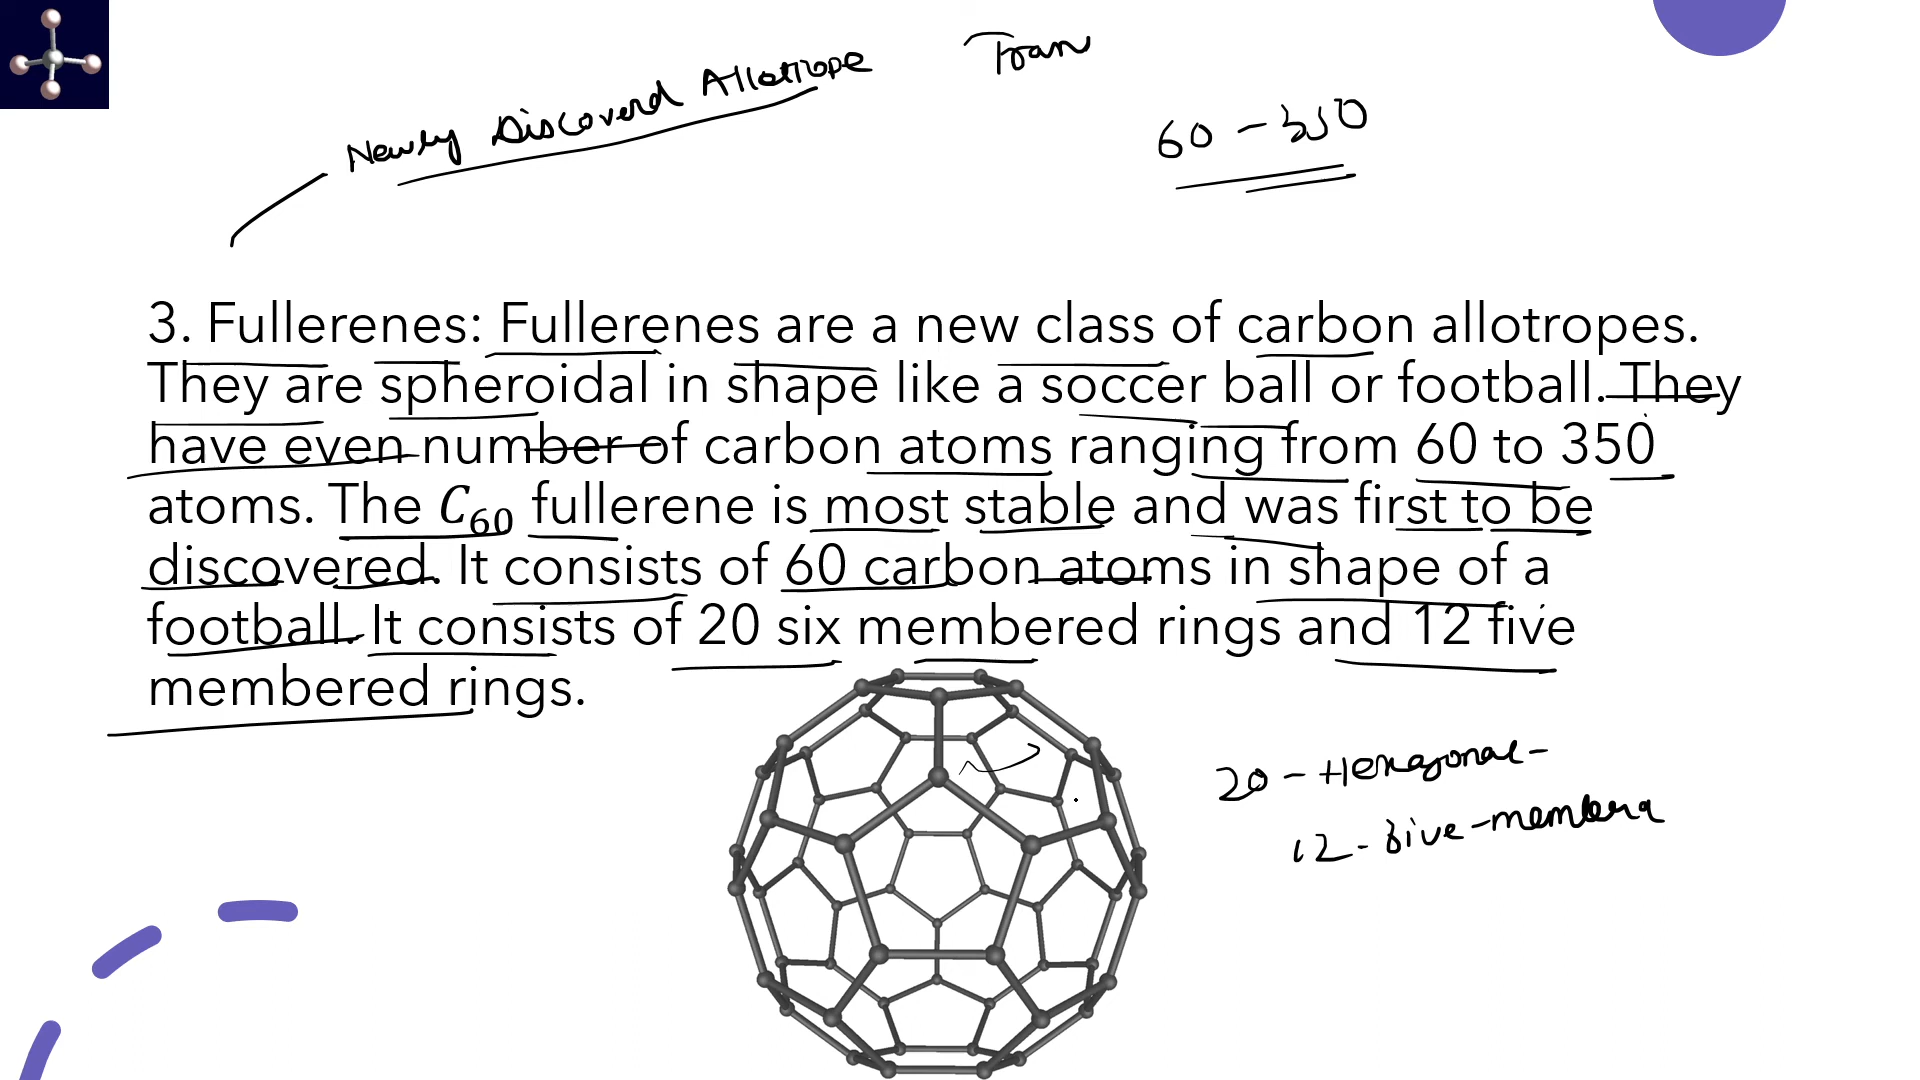 Newly Discoverd Allotrope
60 - 350
3. Fullerenes: Fullerenes are a new class of carbon allotropes.
They are spheroidal in shape like a soccer ball or football. They
have even number of carbon atoms ranging from 60 to 350
atoms. The C₆₀ fullerene is most stable and was first to be
discovered. It consists of 60 carbon atoms in shape of a
football. It consists of 20 six membered rings and 12 five
membered rings.
20 - Hexagonal -
12 - five - member